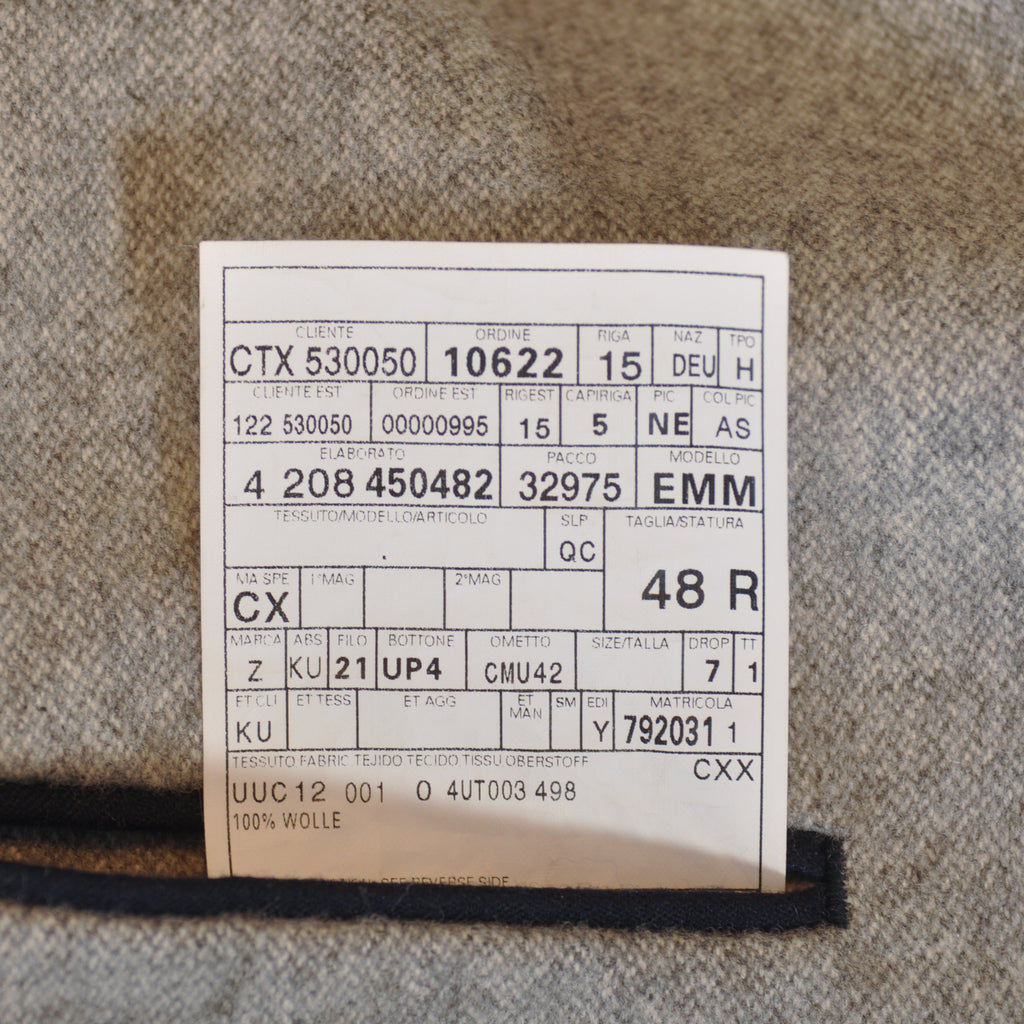 CLIENTE ORDINE RIGA NAZ TPO
CTX 530050 10622 15 DEU H
CLIENTE EST ORDINE EST RIGEST CAPIRIGA PIC COL PIC
122 530050 00000995 15 5 NE AS
ELABORATO PACCO MODELLO
4 208 450482 32975 EMM
TESSUTO/MODELLO/ARTICOLO SLP TAGLIA/STATURA
QC
MA SPE 1°MAG 2°MAG
CX 48 R
MARCA ABS FILO BOTTONE OMETTO SIZE/TALLA DROP TT
Z KU 21 UP4 CMU42 7 1
ET CLI ET TESS ET AGG ET MAN SM EDI MATRICOLA
KU Y 792031 1
TESSUTO FABRIC TEJIDO TECIDO TISSU OBERSTOFF CXX
UUC 12 001 O 4UT003 498
100% WOLLE
SEE REVERSE SIDE